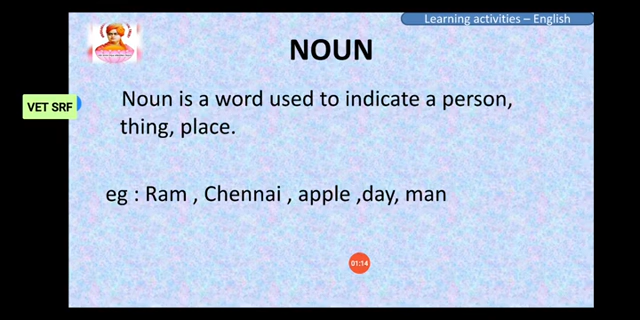 Learning activities – English
NOUN
VET SRF
Noun is a word used to indicate a person,
thing, place.
eg : Ram , Chennai , apple ,day, man
01:14